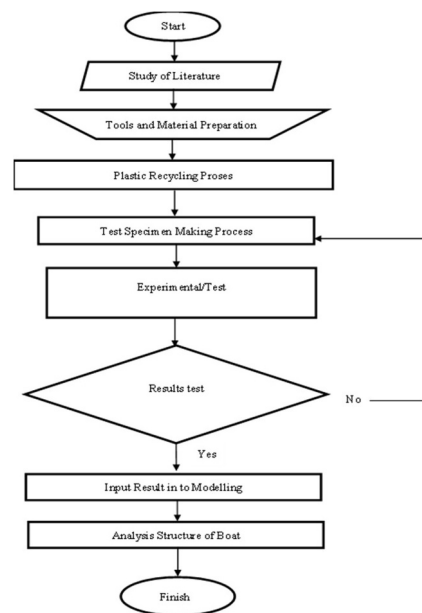 Start
Study of Literature
Tools and Material Preparation
Plastic Recycling Proses
Test Specimen Making Process
Experimental/Test
Results test
No
Yes
Input Result in to Modelling
Analysis Structure of Boat
Finish